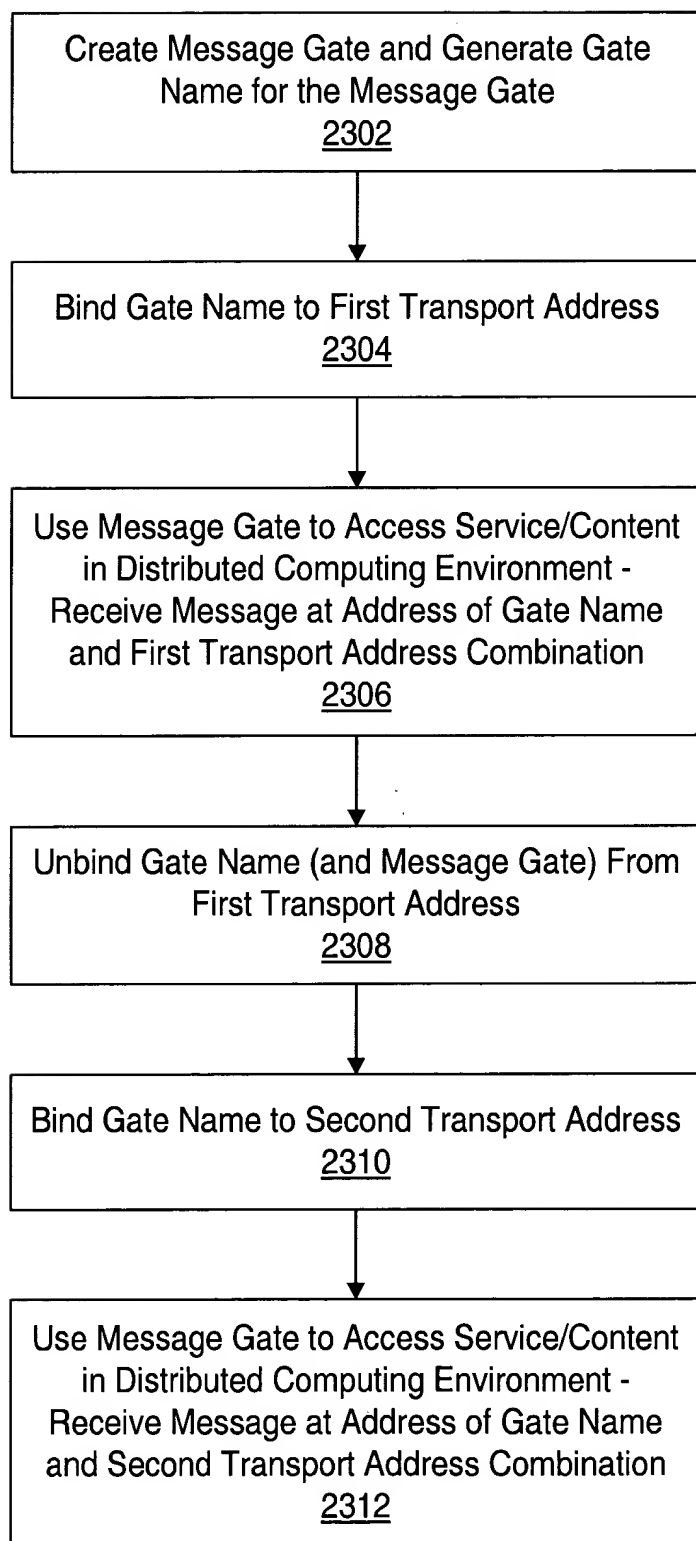 Create Message Gate and Generate Gate
Name for the Message Gate
2302
Bind Gate Name to First Transport Address
2304
Use Message Gate to Access Service/Content
in Distributed Computing Environment -
Receive Message at Address of Gate Name
and First Transport Address Combination
2306
Unbind Gate Name (and Message Gate) From
First Transport Address
2308
Bind Gate Name to Second Transport Address
2310
Use Message Gate to Access Service/Content
in Distributed Computing Environment -
Receive Message at Address of Gate Name
and Second Transport Address Combination
2312